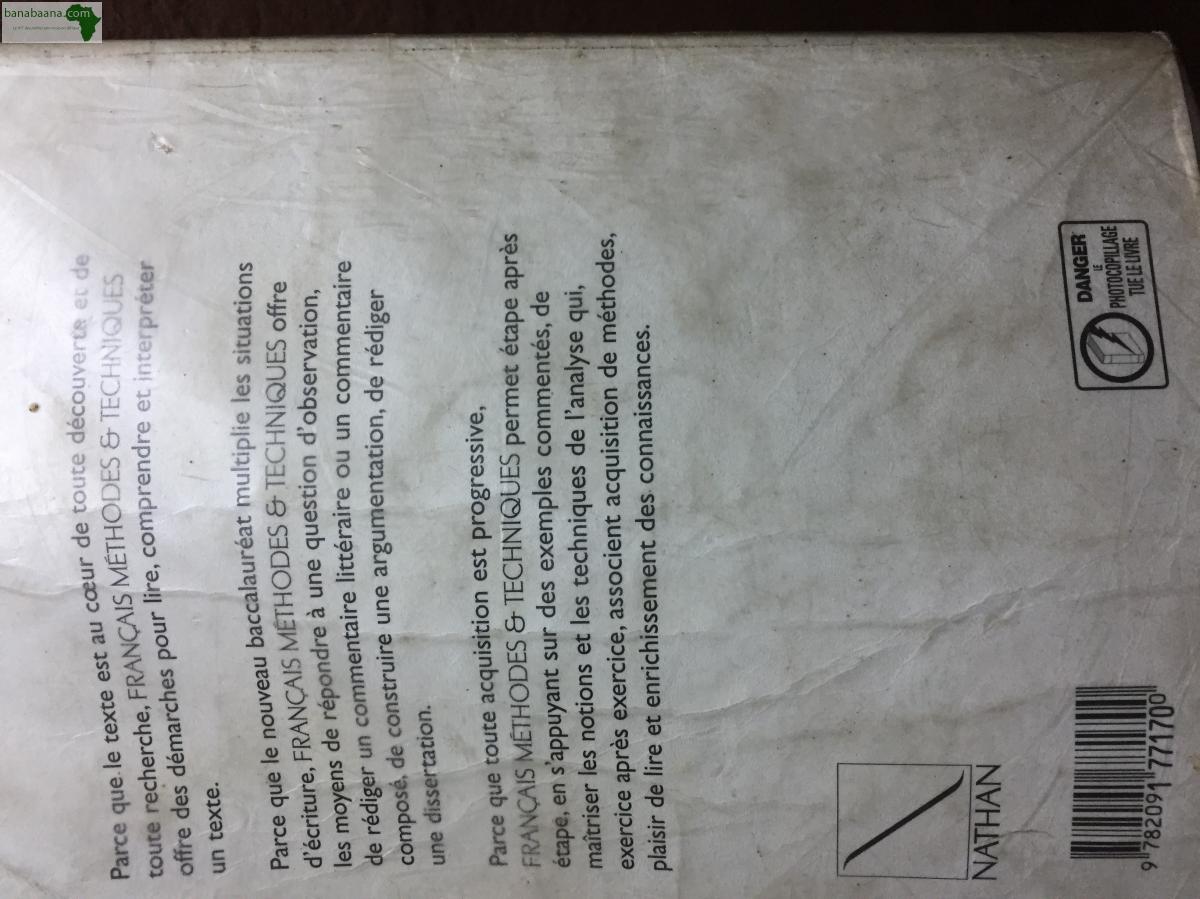 banabaana.com
Parce que le texte est au cœur de toute découverte et de
toute recherche, FRANÇAIS MÉTHODES & TECHNIQUES
offre des démarches pour lire, comprendre et interpréter
un texte.
Parce que le nouveau baccalauréat multiplie les situations
d'écriture, FRANÇAIS MÉTHODES & TECHNIQUES offre
les moyens de répondre à une question d'observation,
de rédiger un commentaire littéraire ou un commentaire
composé, de construire une argumentation, de rédiger
une dissertation.
Parce que toute acquisition est progressive,
FRANÇAIS MÉTHODES & TECHNIQUES permet étape après
étape, en s'appuyant sur des exemples commentés, de
maîtriser les notions et les techniques de l'analyse qui,
exercice après exercice, associent acquisition de méthodes,
plaisir de lire et enrichissement des connaissances.
NATHAN
9 782091 771700
DANGER
LE
PHOTOCOPILLAGE
TUE LE LIVRE